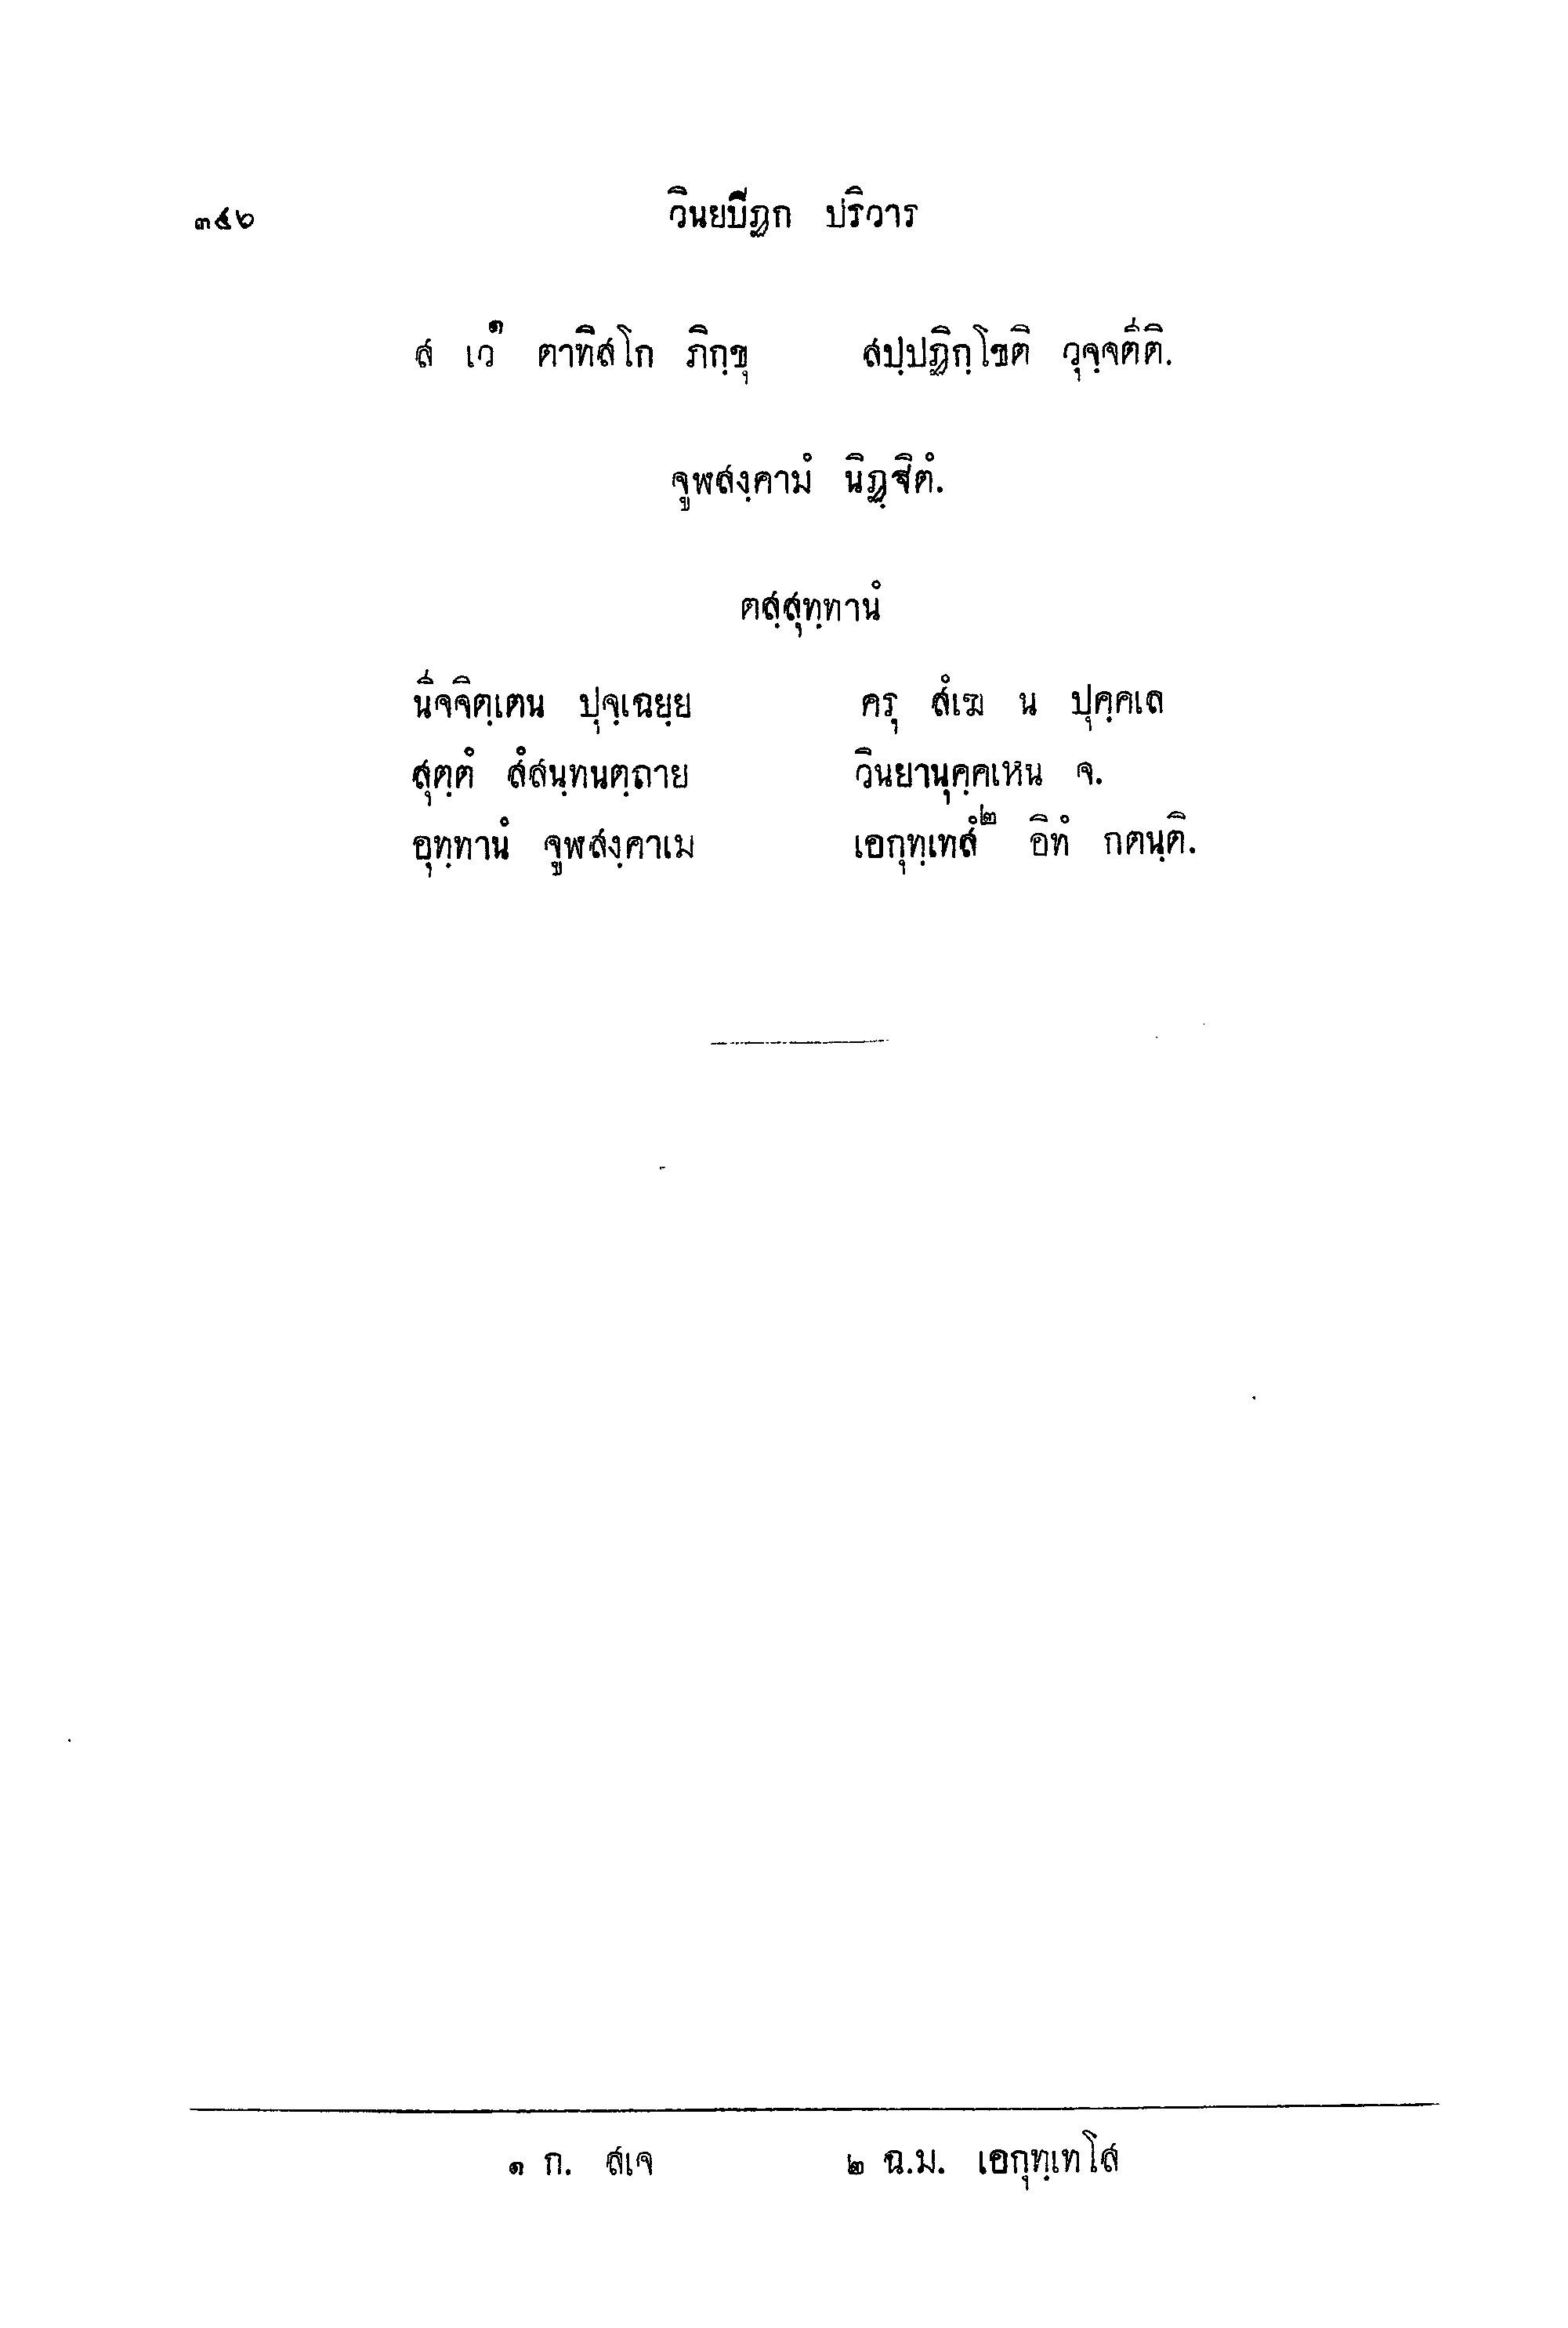 ๓๕๖ วินยปิฏก ปริวาร
ส เว๑ ตาทิสโก ภิกฺขุ สปฺปฏิกฺโขติ วุจฺจตีติ.
จูฬสงฺคามํ นิฏฺฐิตํ.
ตสฺสุทฺทานํ
นีจจิตฺเตน ปุจฺเฉยฺย ครุ สํเฆ น ปุคฺคเล
สุตฺตํ สํสนฺทนตฺถาย วินยานุคฺคเหน จ.
อุทฺทานํ จูฬสงฺคาเม เอกุทฺเทสํ๒ อิทํ กตนฺติ.
๑ ก. สเจ ๒ ฉ.ม. เอกุทฺเทโส